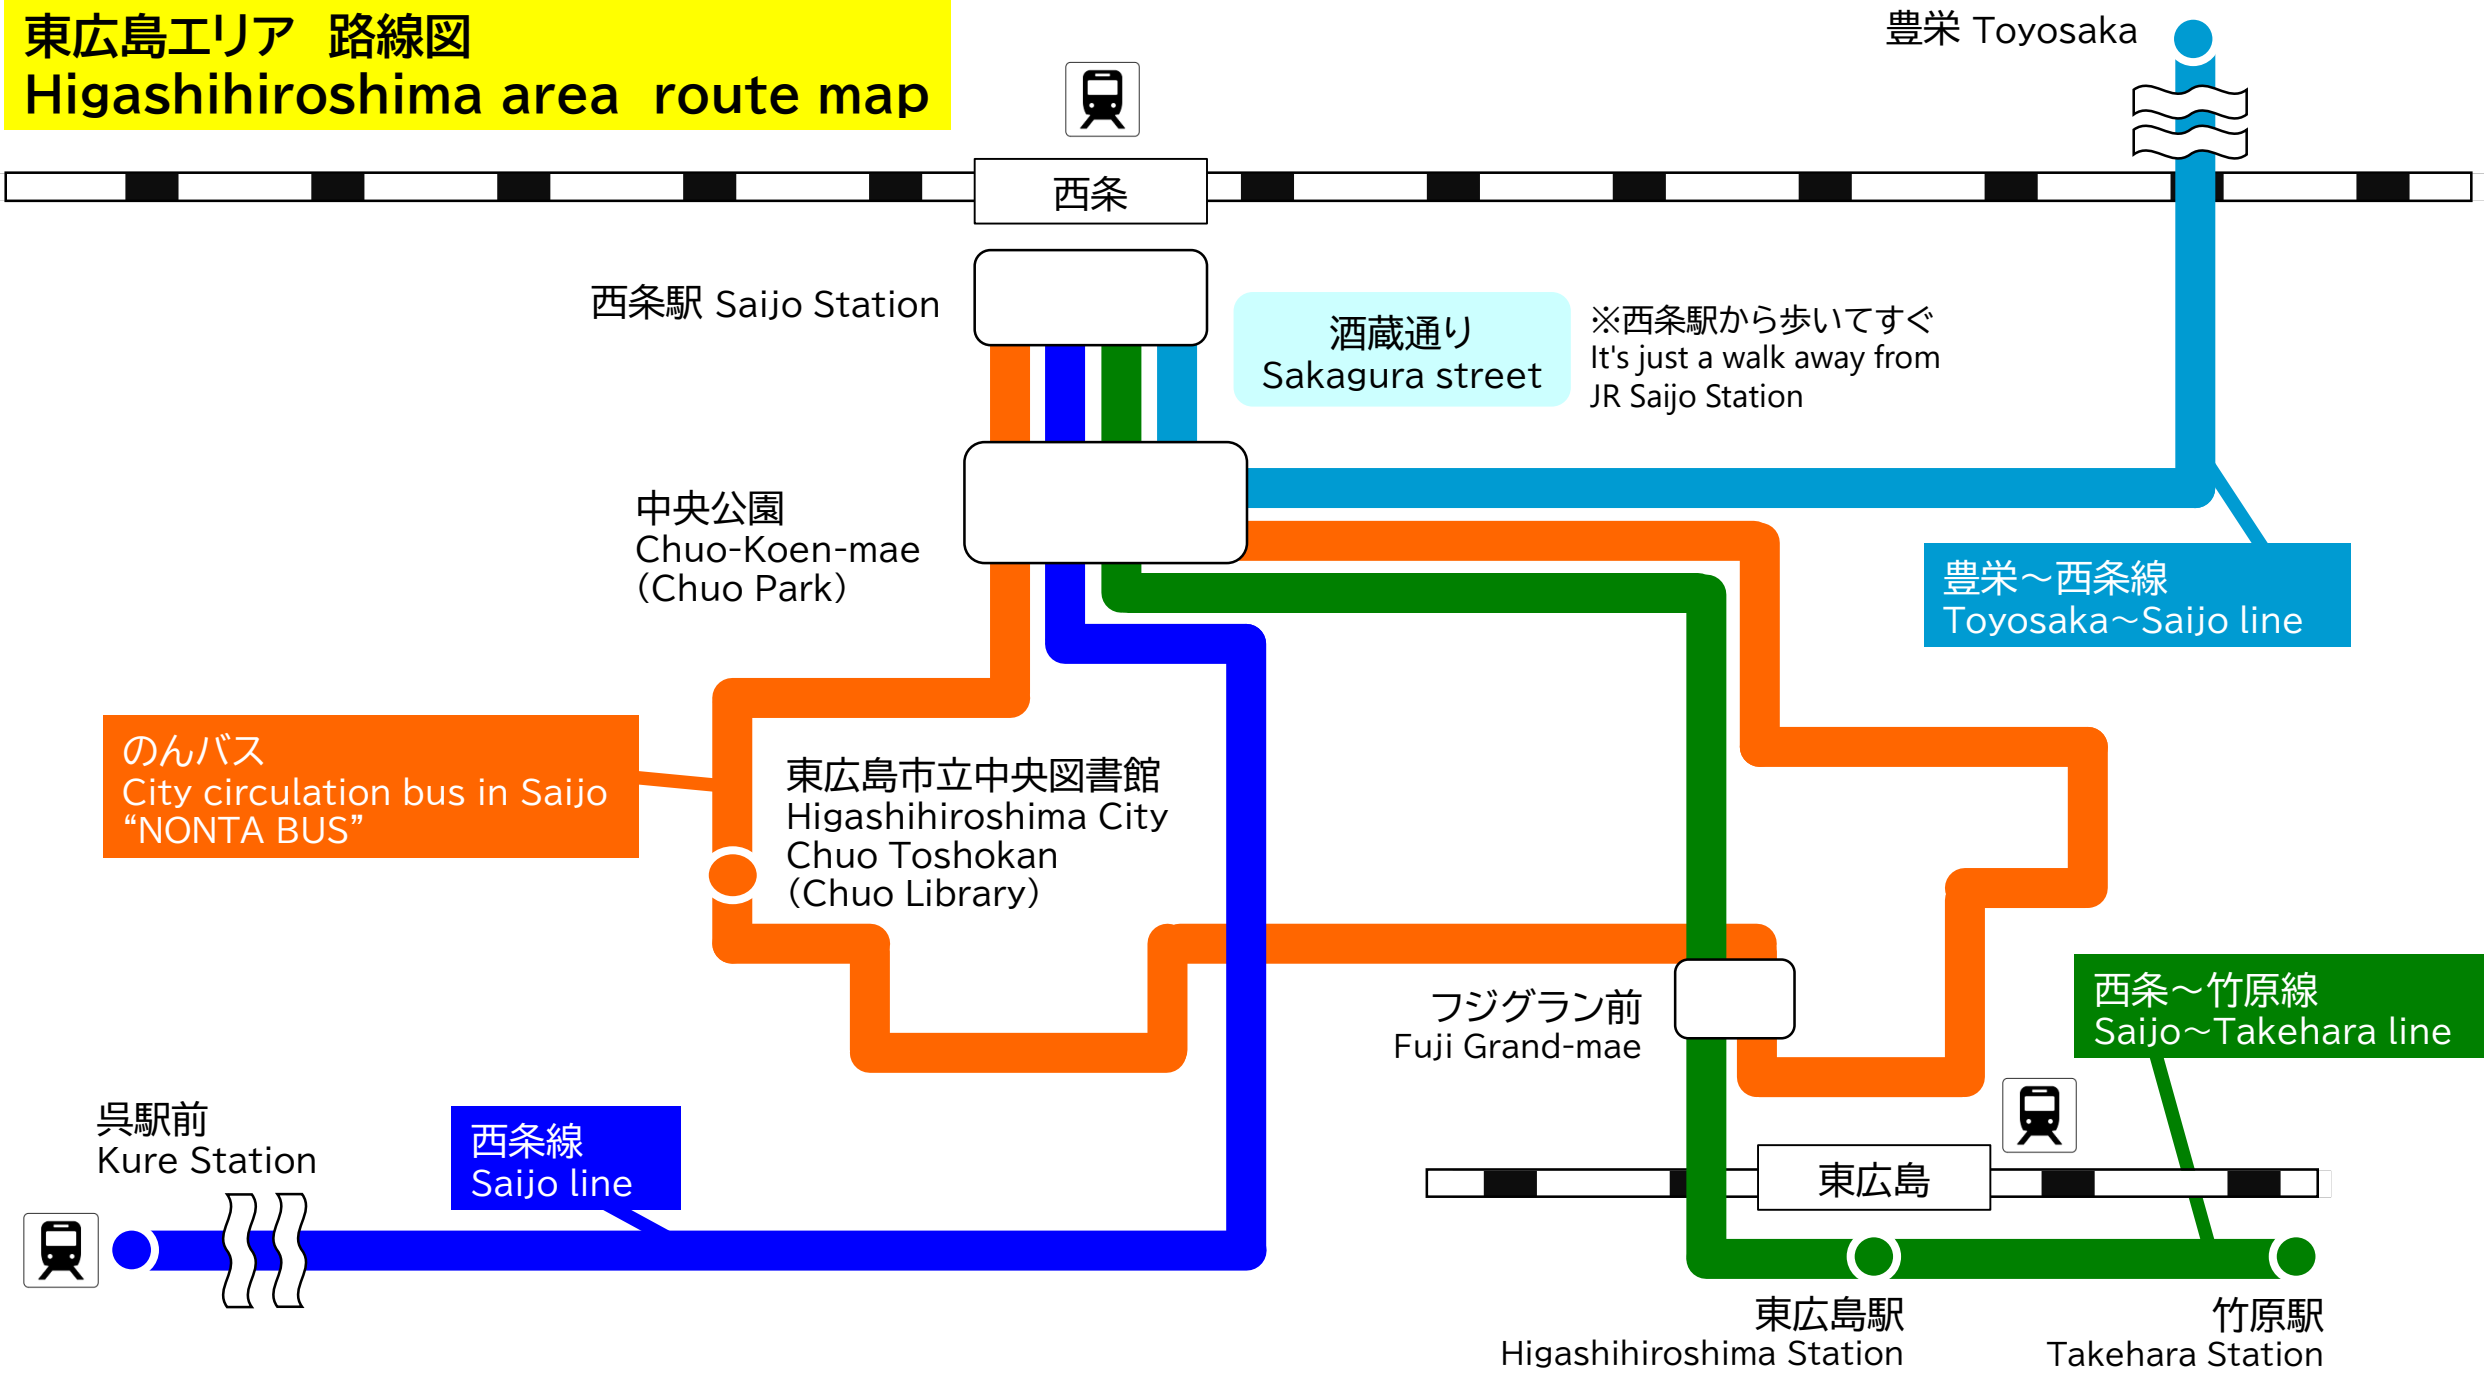 東広島エリア　路線図
Higashihiroshima area route map
豊栄 Toyosaka
西条
西条駅 Saijo Station
酒蔵通り
Sakagura street
※西条駅から歩いてすぐ
It's just a walk away from
JR Saijo Station
中央公園
Chuo-Koen-mae
（Chuo Park）
豊栄～西条線
Toyosaka～Saijo line
のんバス
City circulation bus in Saijo
“NONTA BUS”
東広島市立中央図書館
Higashihiroshima City
Chuo Toshokan
（Chuo Library）
フジグラン前
Fuji Grand-mae
西条～竹原線
Saijo～Takehara line
呉駅前
Kure Station
西条線
Saijo line
東広島
東広島駅
Higashihiroshima Station
竹原駅
Takehara Station